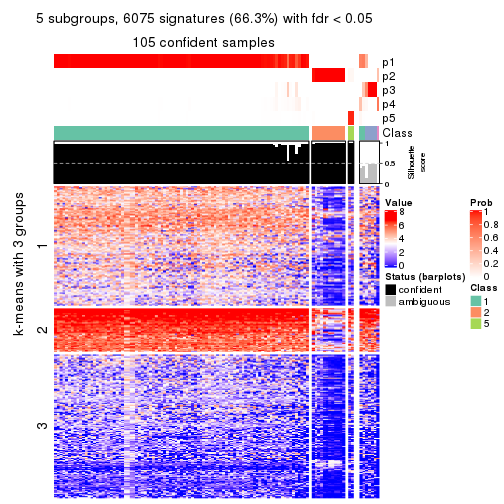 5 subgroups, 6075 signatures (66.3%) with fdr < 0.05
105 confident samples
p1
p2
p3
p4
p5
Class
1
0.5
0
Silhouette
score
k-means with 3 groups
1
2
3
Value
8
6
4
2
0
Status (barplots)
confident
ambiguous
Prob
1
0.8
0.6
0.4
0.2
0
Class
1
2
5